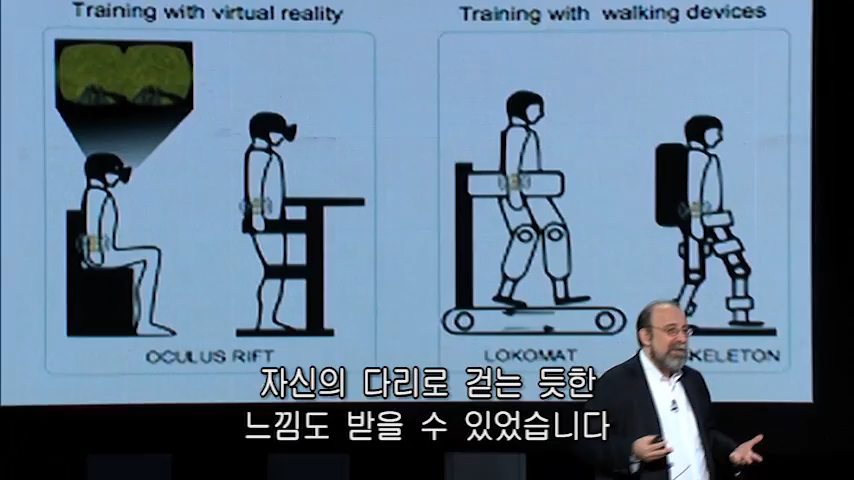 Training with virtual reality
Training with walking devices
OCULUS RIFT
LOKOMAT
KELETON
자신의 다리로 걷는 듯한
느낌도 받을 수 있었습니다